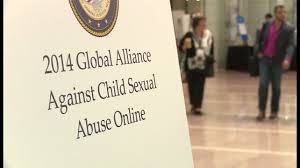 2014 Global Alliance
Against Child Sexual
Abuse Online